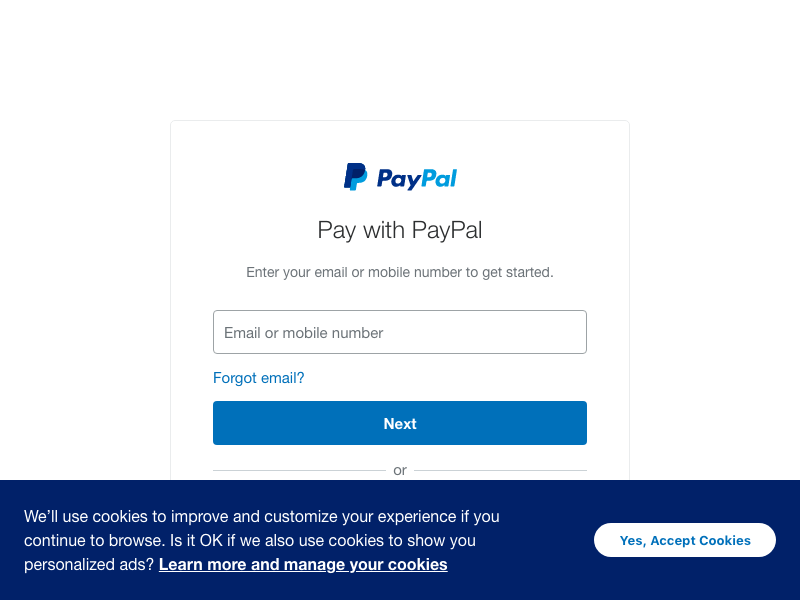 PayPal
Pay with PayPal
Enter your email or mobile number to get started.
Email or mobile number
Forgot email?
Next
or
We’ll use cookies to improve and customize your experience if you
continue to browse. Is it OK if we also use cookies to show you
personalized ads? Learn more and manage your cookies
Yes, Accept Cookies